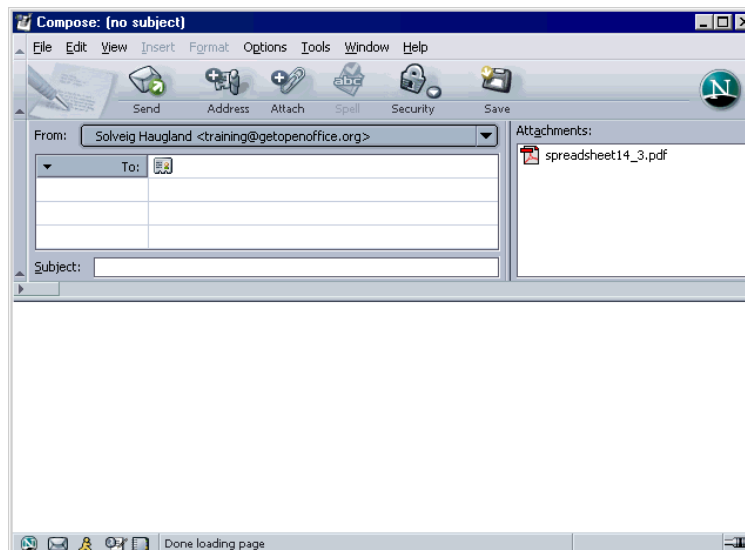 Compose: (no subject)
File Edit View Insert Format Options Tools Window Help
abc
Send Address Attach Spell Security Save
N
From: Solveig Haugland <training@getopenoffice.org>
Attachments:
To:
spreadsheet14_3.pdf
Subject:
Done loading page